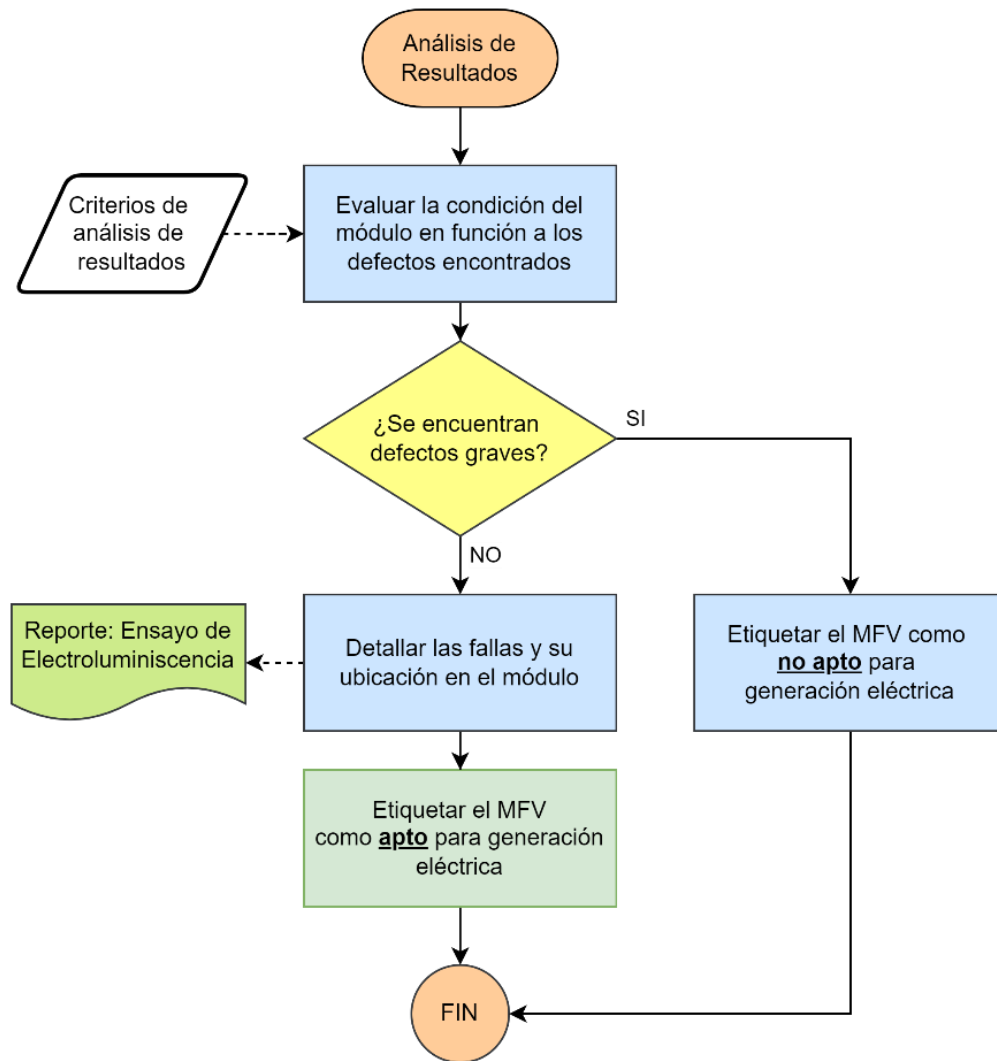 Análisis de
Resultados
Criterios de
análisis de
resultados
Evaluar la condición del
módulo en función a los
defectos encontrados
¿Se encuentran
defectos graves?
SI
NO
Reporte: Ensayo de
Electroluminiscencia
Detallar las fallas y su
ubicación en el módulo
Etiquetar el MFV como
no apto para
generación eléctrica
Etiquetar el MFV
como apto para generación
eléctrica
FIN